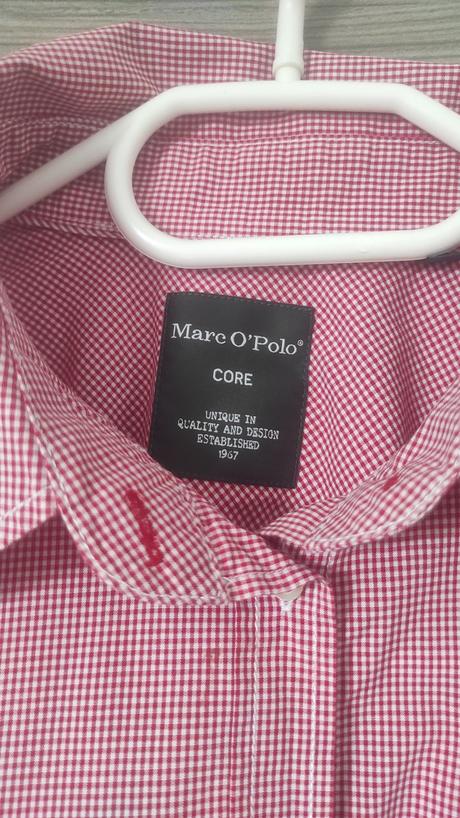 Marc O'Polo®
CORE
UNIQUE IN
QUALITY AND DESIGN
ESTABLISHED
1967